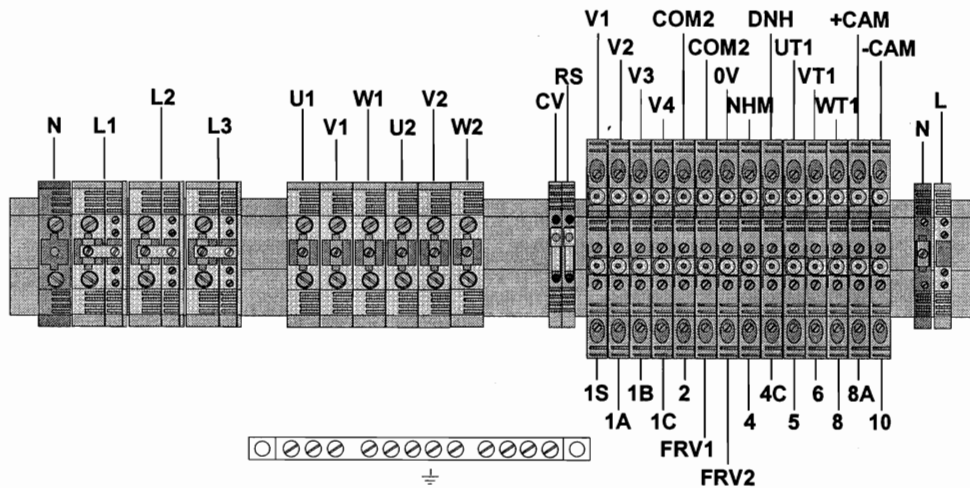 V1 COM2 DNH +CAM
V2 COM2 UT1 -CAM
RS V3 0V VT1
L2 U1 W1 V2 CV V4 NHM WT1 L
N L1 L3 V1 U2 W2 N
1S 1B 2 4C 6 8A
1A 1C 4 5 8 10
FRV1
FRV2